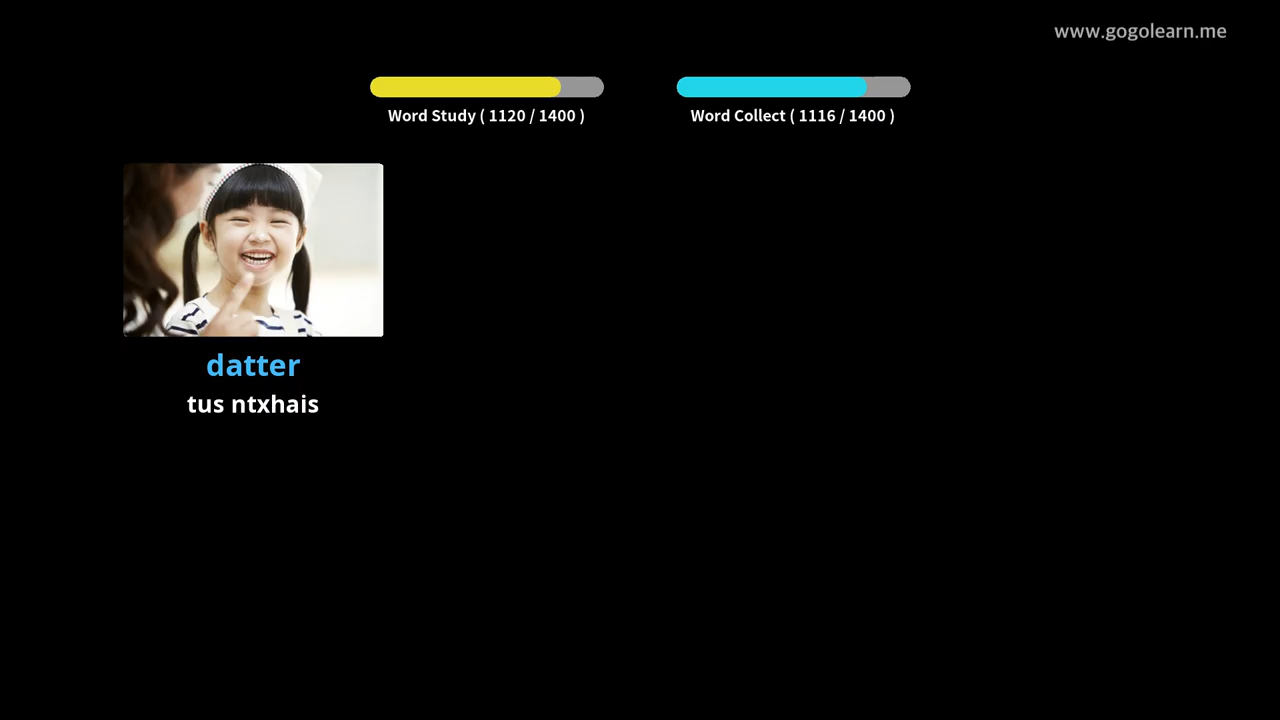 www.gogolearn.me
Word Study ( 1120 / 1400 )
Word Collect ( 1116 / 1400 )
datter
tus ntxhais